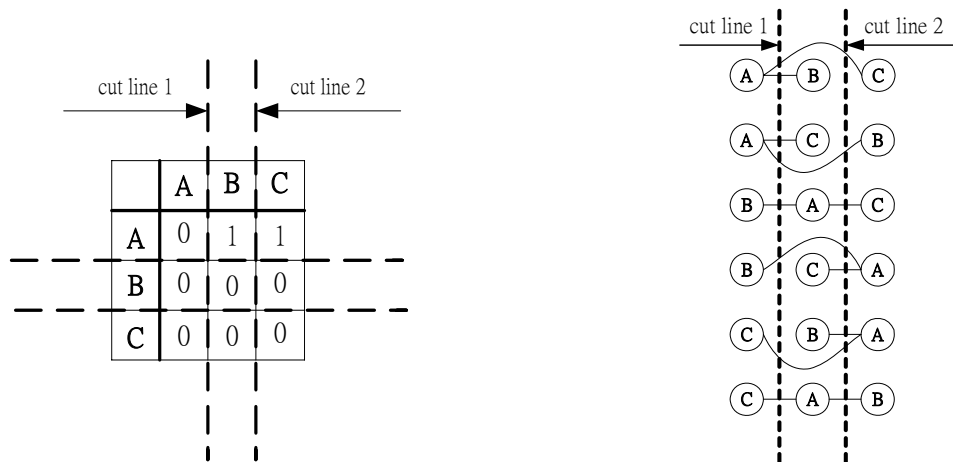 cut line 1 cut line 2
A B C
A 0 1 1
B 0 0 0
C 0 0 0
cut line 1 cut line 2
A B C
A C B
B A C
B C A
C B A
C A B